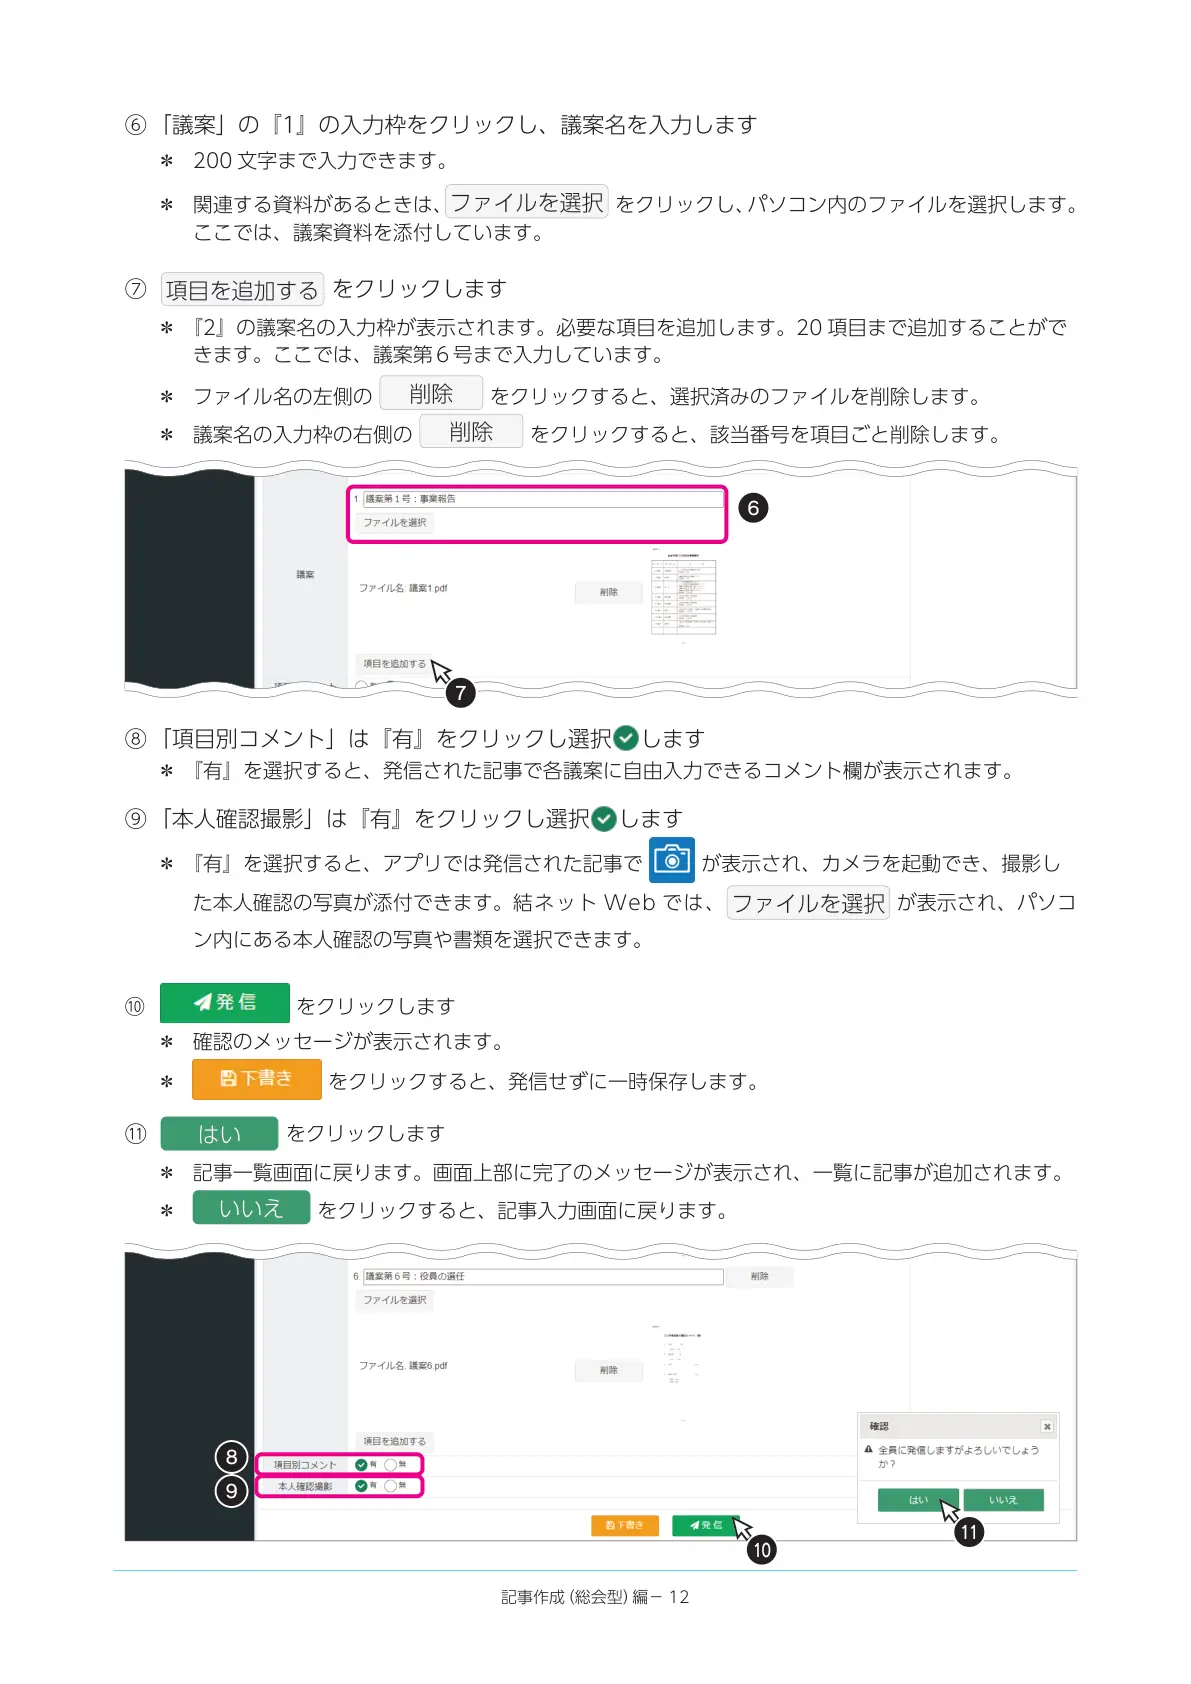 ⑥「議案」の『1』の入力枠をクリックし、議案名を入力します
＊ 200 文字まで入力できます。
＊ 関連する資料があるときは、ファイルを選択 をクリックし、パソコン内のファイルを選択します。
ここでは、議案資料を添付しています。
⑦ 項目を追加する をクリックします
＊ 『2』の議案名の入力枠が表示されます。必要な項目を追加します。20 項目まで追加することがで
きます。ここでは、議案第６号まで入力しています。
＊ ファイル名の左側の 削除 をクリックすると、選択済みのファイルを削除します。
＊ 議案名の入力枠の右側の 削除 をクリックすると、該当番号を項目ごと削除します。
1 議案第１号：事業報告
6
ファイルを選択
議案
ファイル名. 議案1.pdf
削除
項目を追加する
7
⑧「項目別コメント」は『有』をクリックし選択 します
＊ 『有』を選択すると、発信された記事で各議案に自由入力できるコメント欄が表示されます。
⑨「本人確認撮影」は『有』をクリックし選択 します
＊ 『有』を選択すると、アプリでは発信された記事で が表示され、カメラを起動でき、撮影し
た本人確認の写真が添付できます。結ネット Web では、 ファイルを選択 が表示され、パソコ
ン内にある本人確認の写真や書類を選択できます。
⑩ 発信 をクリックします
＊ 確認のメッセージが表示されます。
＊ 下書き をクリックすると、発信せずに一時保存します。
⑪ はい をクリックします
＊ 記事一覧画面に戻ります。画面上部に完了のメッセージが表示され、一覧に記事が追加されます。
＊ いいえ をクリックすると、記事入力画面に戻ります。
6 議案第６号：役員の選任 削除
ファイルを選択
ファイル名. 議案6.pdf
削除
項目を追加する
8 項目別コメント 有 無
9 本人確認撮影 有 無
確認
全員に発信しますがよろしいでしょう
か？
はい いいえ
下書き 発信
10
11
記事作成（総会型）編－ 12